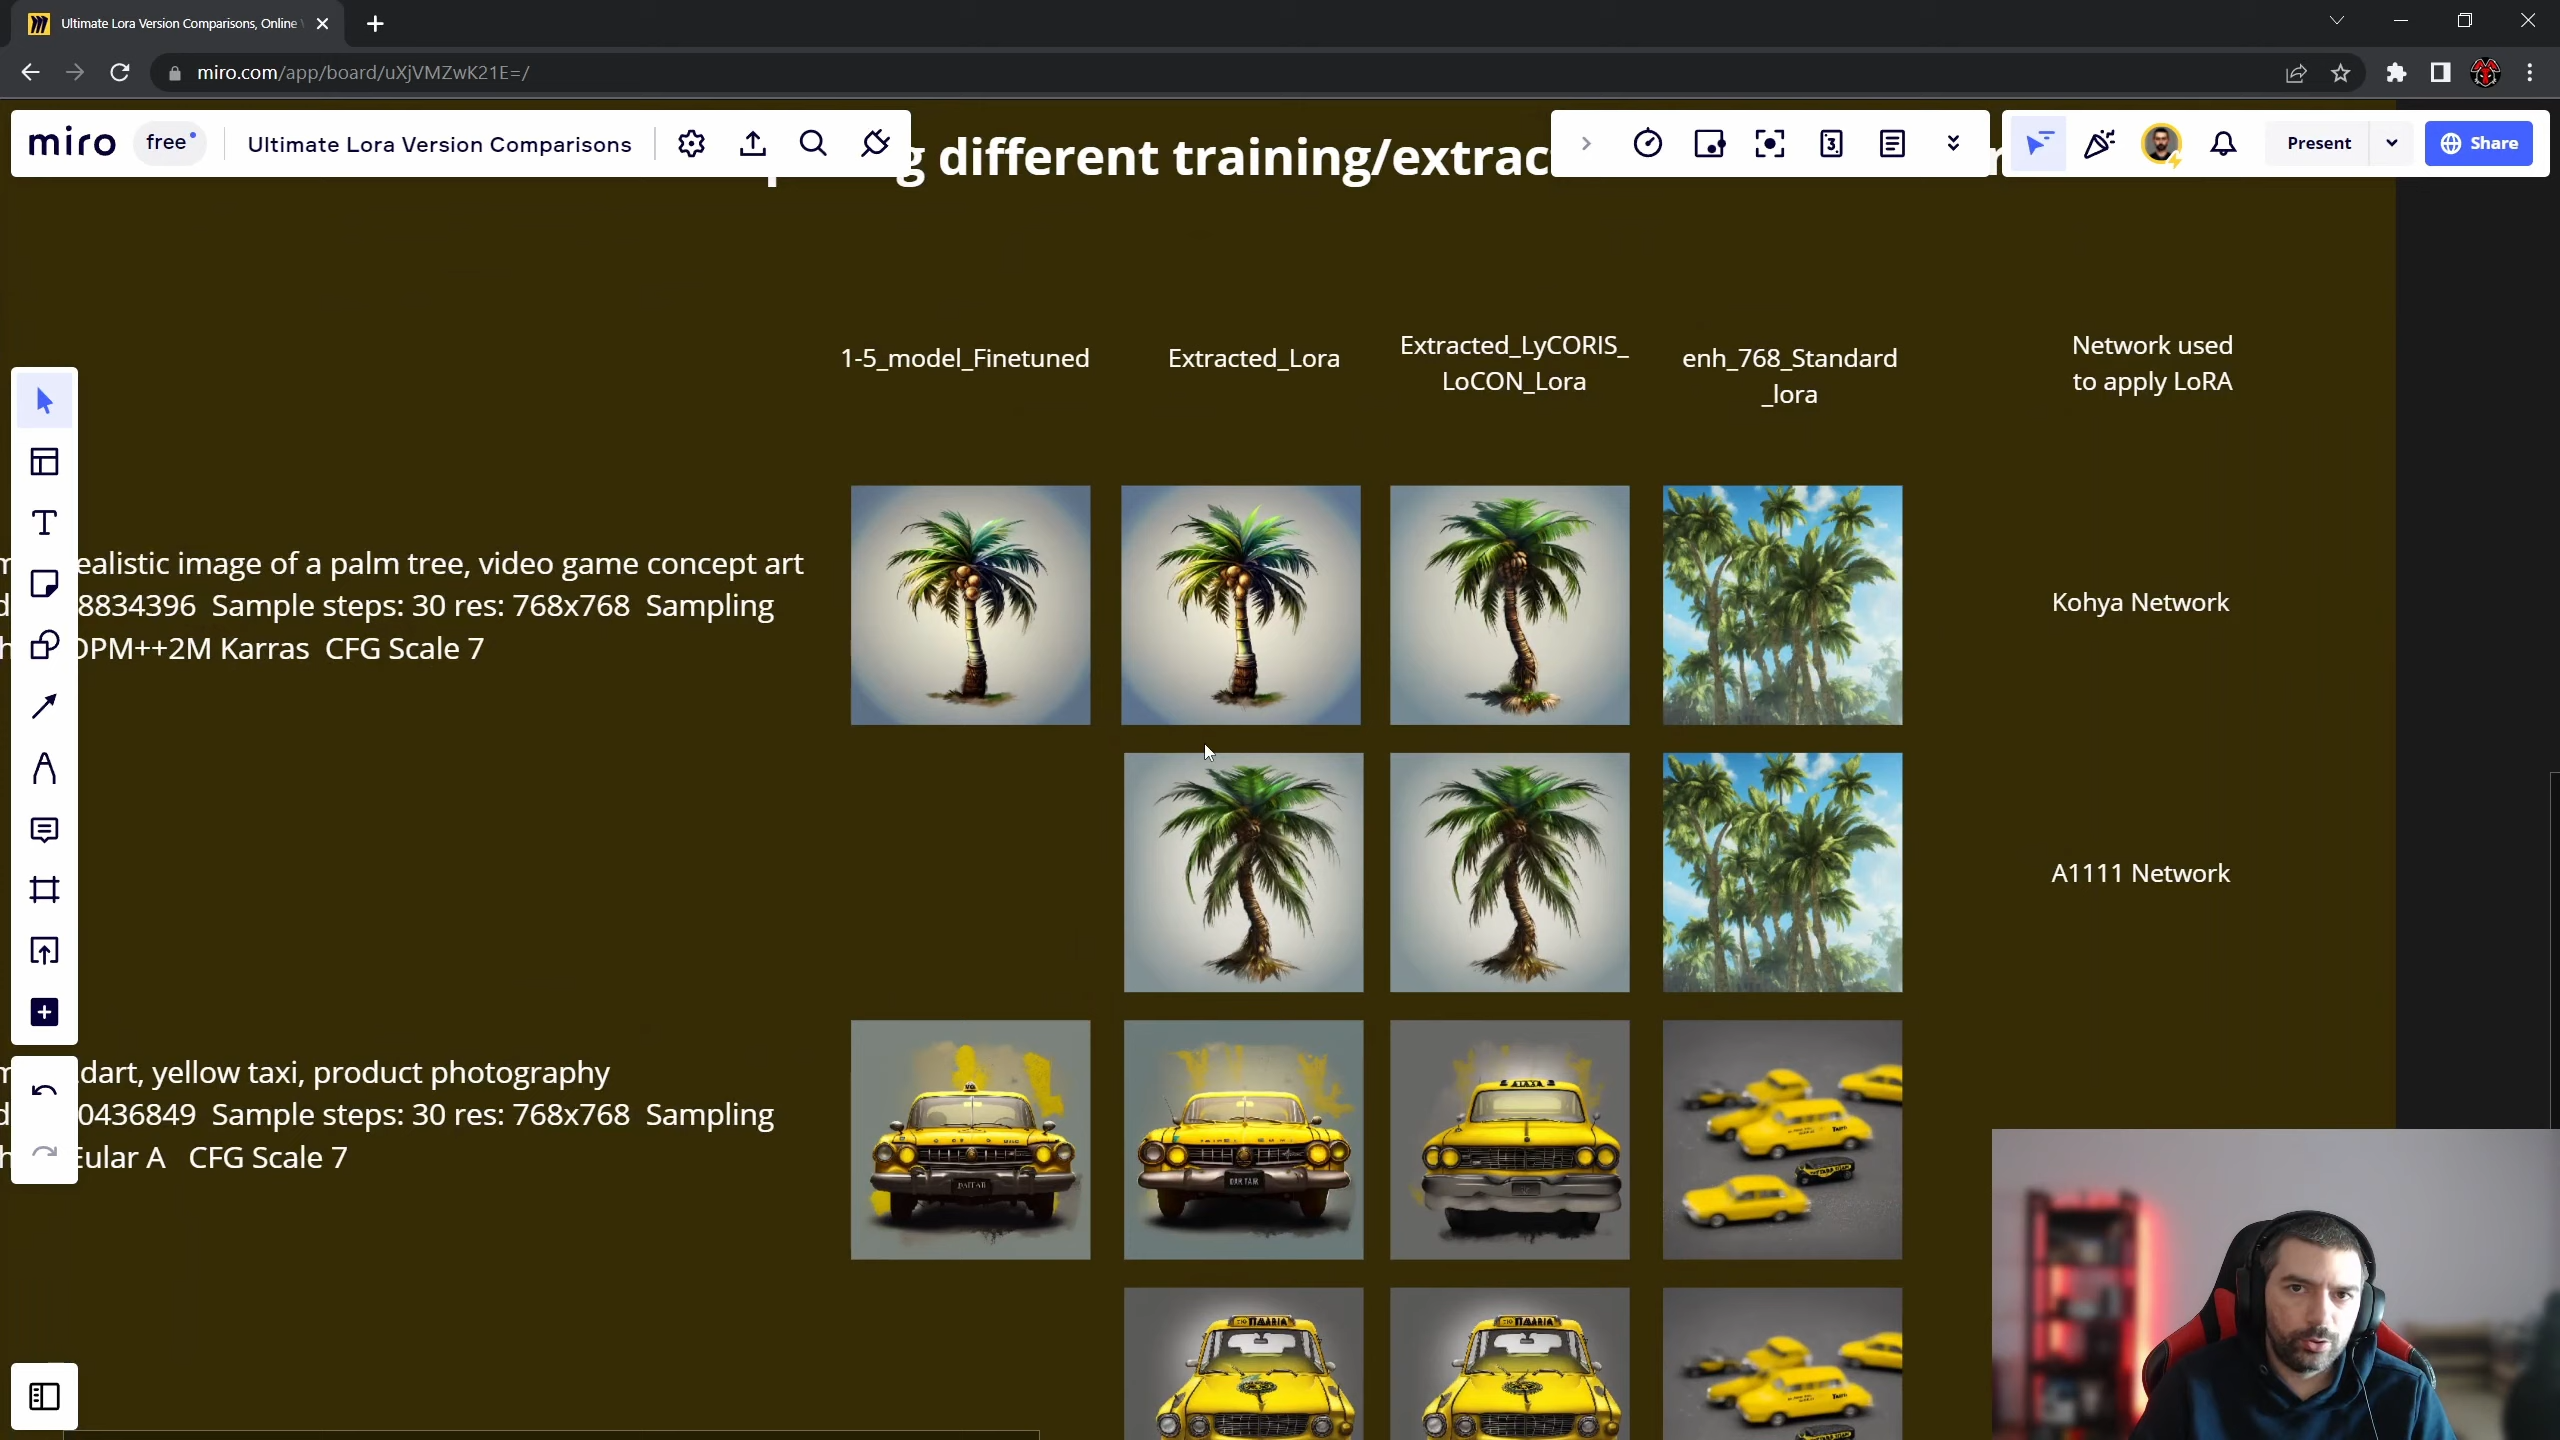 Ultimate Lora Version Comparisons, Online
miro.com/app/board/uXjVMZwK21E=/
miro
free
Ultimate Lora Version Comparisons
Present
Share
g different training/extrac
1-5_model_Finetuned
Extracted_Lora
Extracted_LyCORIS_
LoCON_Lora
enh_768_Standard
_lora
Network used
to apply LoRA
ealistic image of a palm tree, video game concept art
8834396 Sample steps: 30 res: 768x768 Sampling
DPM++2M Karras CFG Scale 7
Kohya Network
A1111 Network
dart, yellow taxi, product photography
0436849 Sample steps: 30 res: 768x768 Sampling
Eular A CFG Scale 7